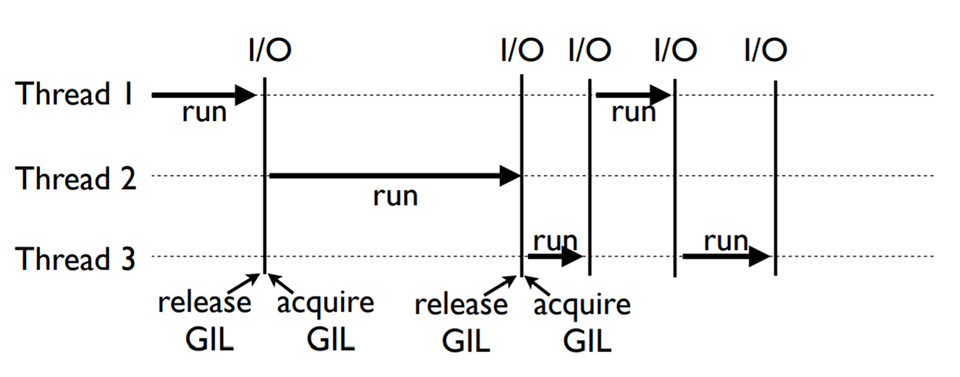 I/O I/O I/O I/O I/O
Thread 1
run run
Thread 2
run
run run
Thread 3
release acquire release acquire
GIL GIL GIL GIL